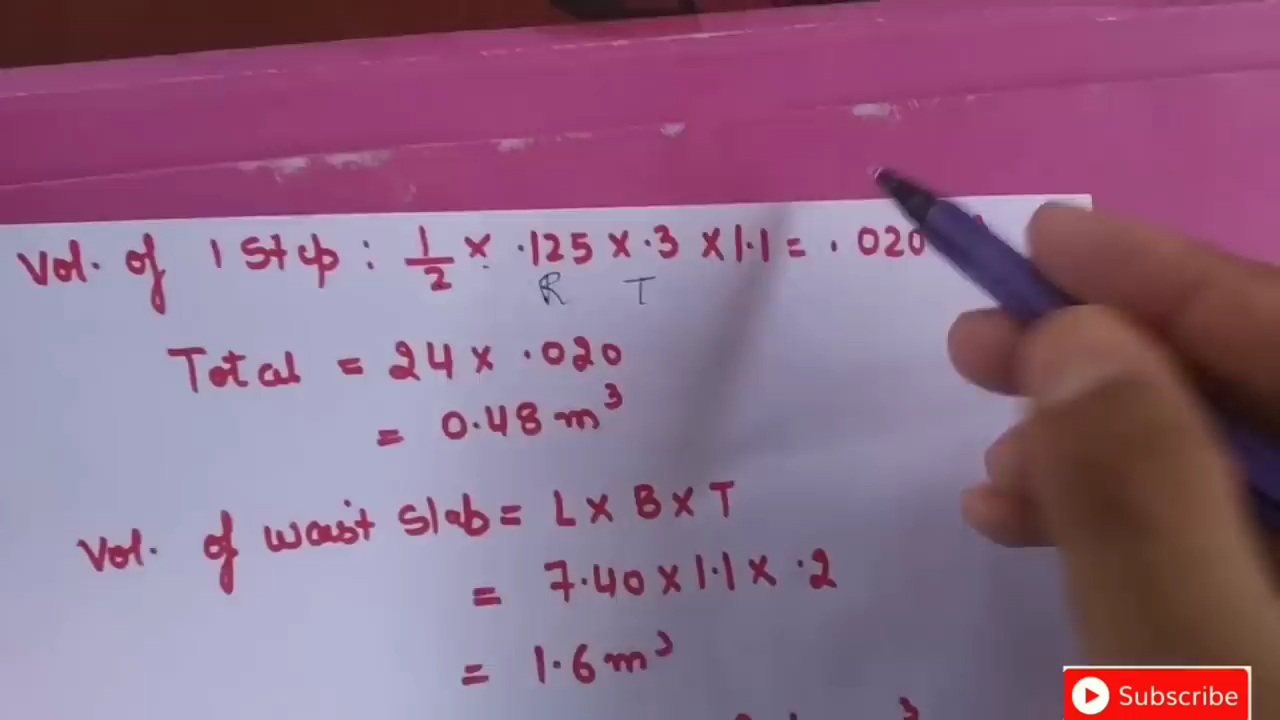 Vol. of 1 Step : 1/2 x .125 x .3 x 1.1 = .020
R T
Total = 24 x .020
= 0.48 m³
Vol. of waist Slab = L x B x T
= 7.40 x 1.1 x .2
= 1.6 m³
Subscribe